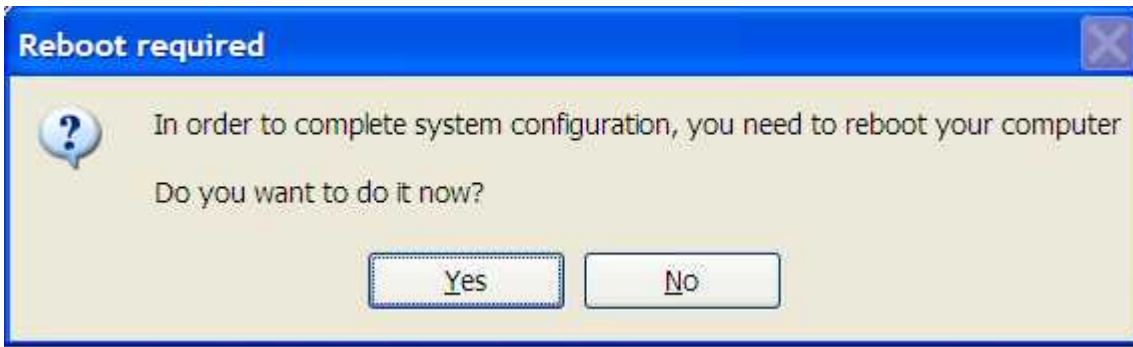 Reboot required
In order to complete system configuration, you need to reboot your computer
Do you want to do it now?
Yes
No